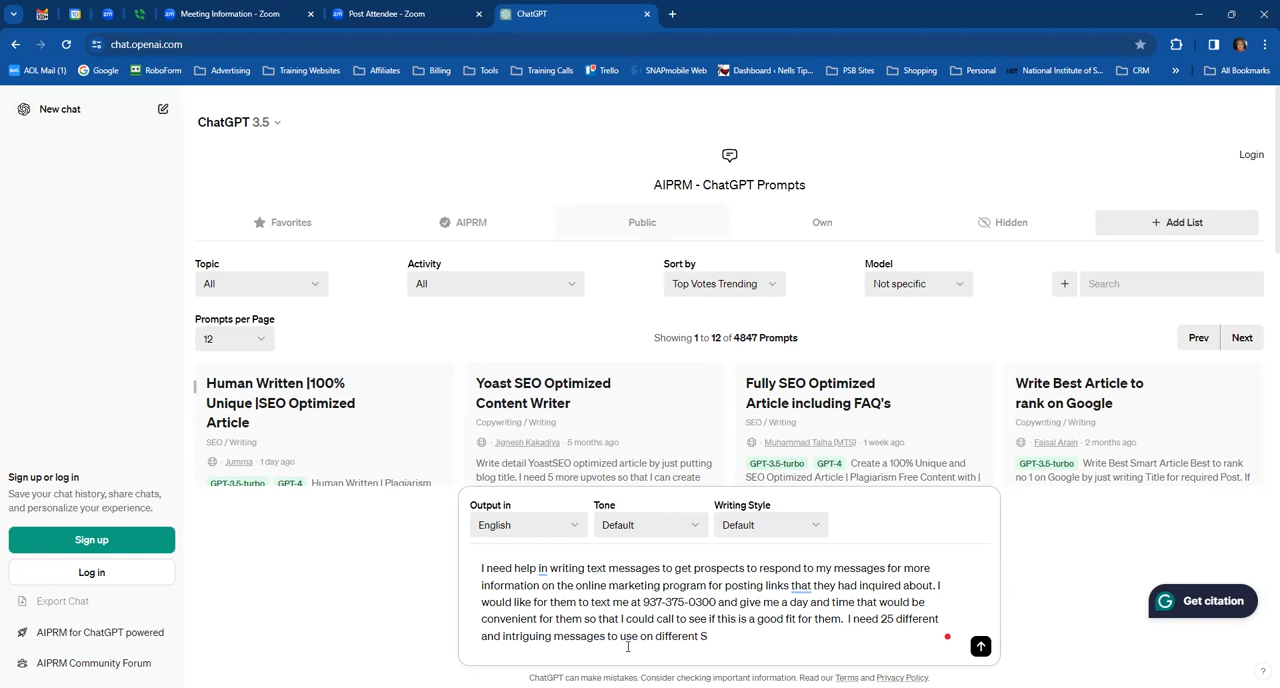 Meeting Information - Zoom
Post Attendee - Zoom
ChatGPT
chat.openai.com
AOL Mail (1)
Google
RoboForm
Advertising
Training Websites
Affiliates
Billing
Tools
Training Calls
Trello
SNAPmobile Web
Dashboard ‹ Nells Tip...
PSB Sites
Shopping
Personal
National Institute of S...
CRM
»
All Bookmarks
New chat
ChatGPT 3.5
Login
AIPRM - ChatGPT Prompts
Favorites
AIPRM
Public
Own
Hidden
+ Add List
Topic
Activity
Sort by
Model
All
All
Top Votes Trending
Not specific
+
Search
Prompts per Page
12
Showing 1 to 12 of 4847 Prompts
Prev
Next
Human Written |100%
Unique |SEO Optimized
Article
SEO / Writing
Jumma · 1 day ago
GPT-3.5-turbo GPT-4 Human Written | Plagiarism
Yoast SEO Optimized
Content Writer
Copywriting / Writing
Jignesh Kakadiya · 5 months ago
Write detail YoastSEO optimized article by just putting
blog title. I need 5 more upvotes so that I can create
Fully SEO Optimized
Article including FAQ's
SEO / Writing
Muhammad Talha (MTS) · 1 week ago
GPT-3.5-turbo GPT-4 Create a 100% Unique and
SEO Optimized Article | Plagiarism Free Content with |
Write Best Article to
rank on Google
Copywriting / Writing
Faisal Arain · 2 months ago
GPT-3.5-turbo Write Best Smart Article Best to rank
no 1 on Google by just writing Title for required Post. If
Sign up or log in
Save your chat history, share chats,
and personalize your experience.
Sign up
Log in
Export Chat
AIPRM for ChatGPT powered
AIPRM Community Forum
Output in
Tone
Writing Style
English
Default
Default
I need help in writing text messages to get prospects to respond to my messages for more
information on the online marketing program for posting links that they had inquired about. I
would like for them to text me at 937-375-0300 and give me a day and time that would be
convenient for them so that I could call to see if this is a good fit for them.  I need 25 different
and intriguing messages to use on different S
Get citation
ChatGPT can make mistakes. Consider checking important information. Read our Terms and Privacy Policy.
?